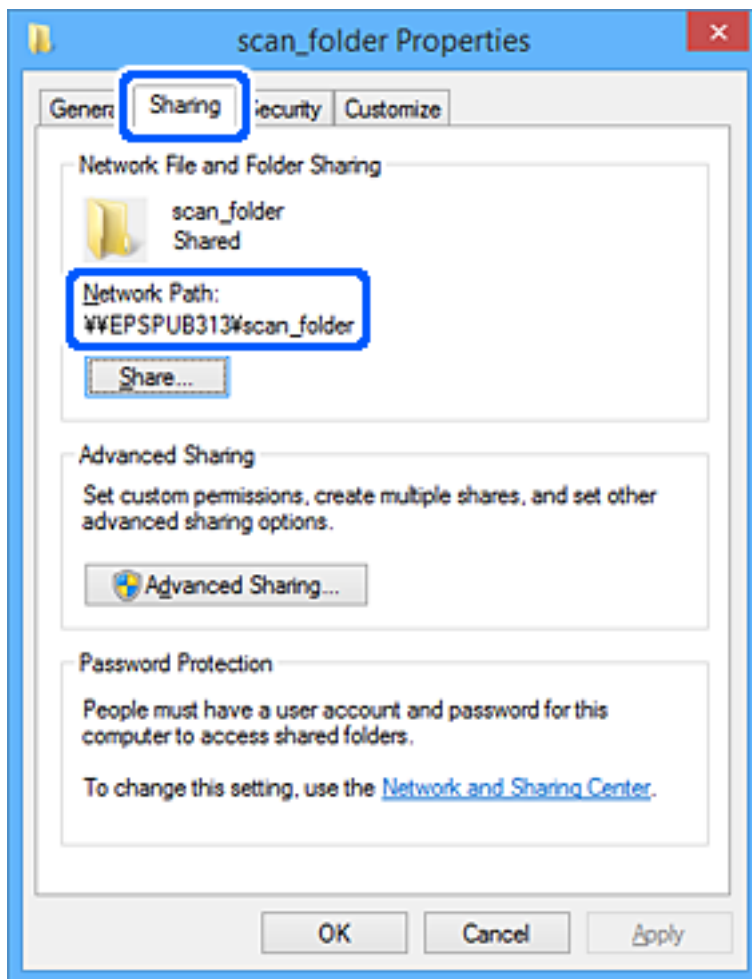 scan_folder Properties
General Sharing Security Customize
Network File and Folder Sharing
scan_folder
Shared
Network Path:
¥¥EPSPUB313¥scan_folder
Share...
Advanced Sharing
Set custom permissions, create multiple shares, and set other
advanced sharing options.
Advanced Sharing...
Password Protection
People must have a user account and password for this
computer to access shared folders.
To change this setting, use the Network and Sharing Center.
OK Cancel Apply